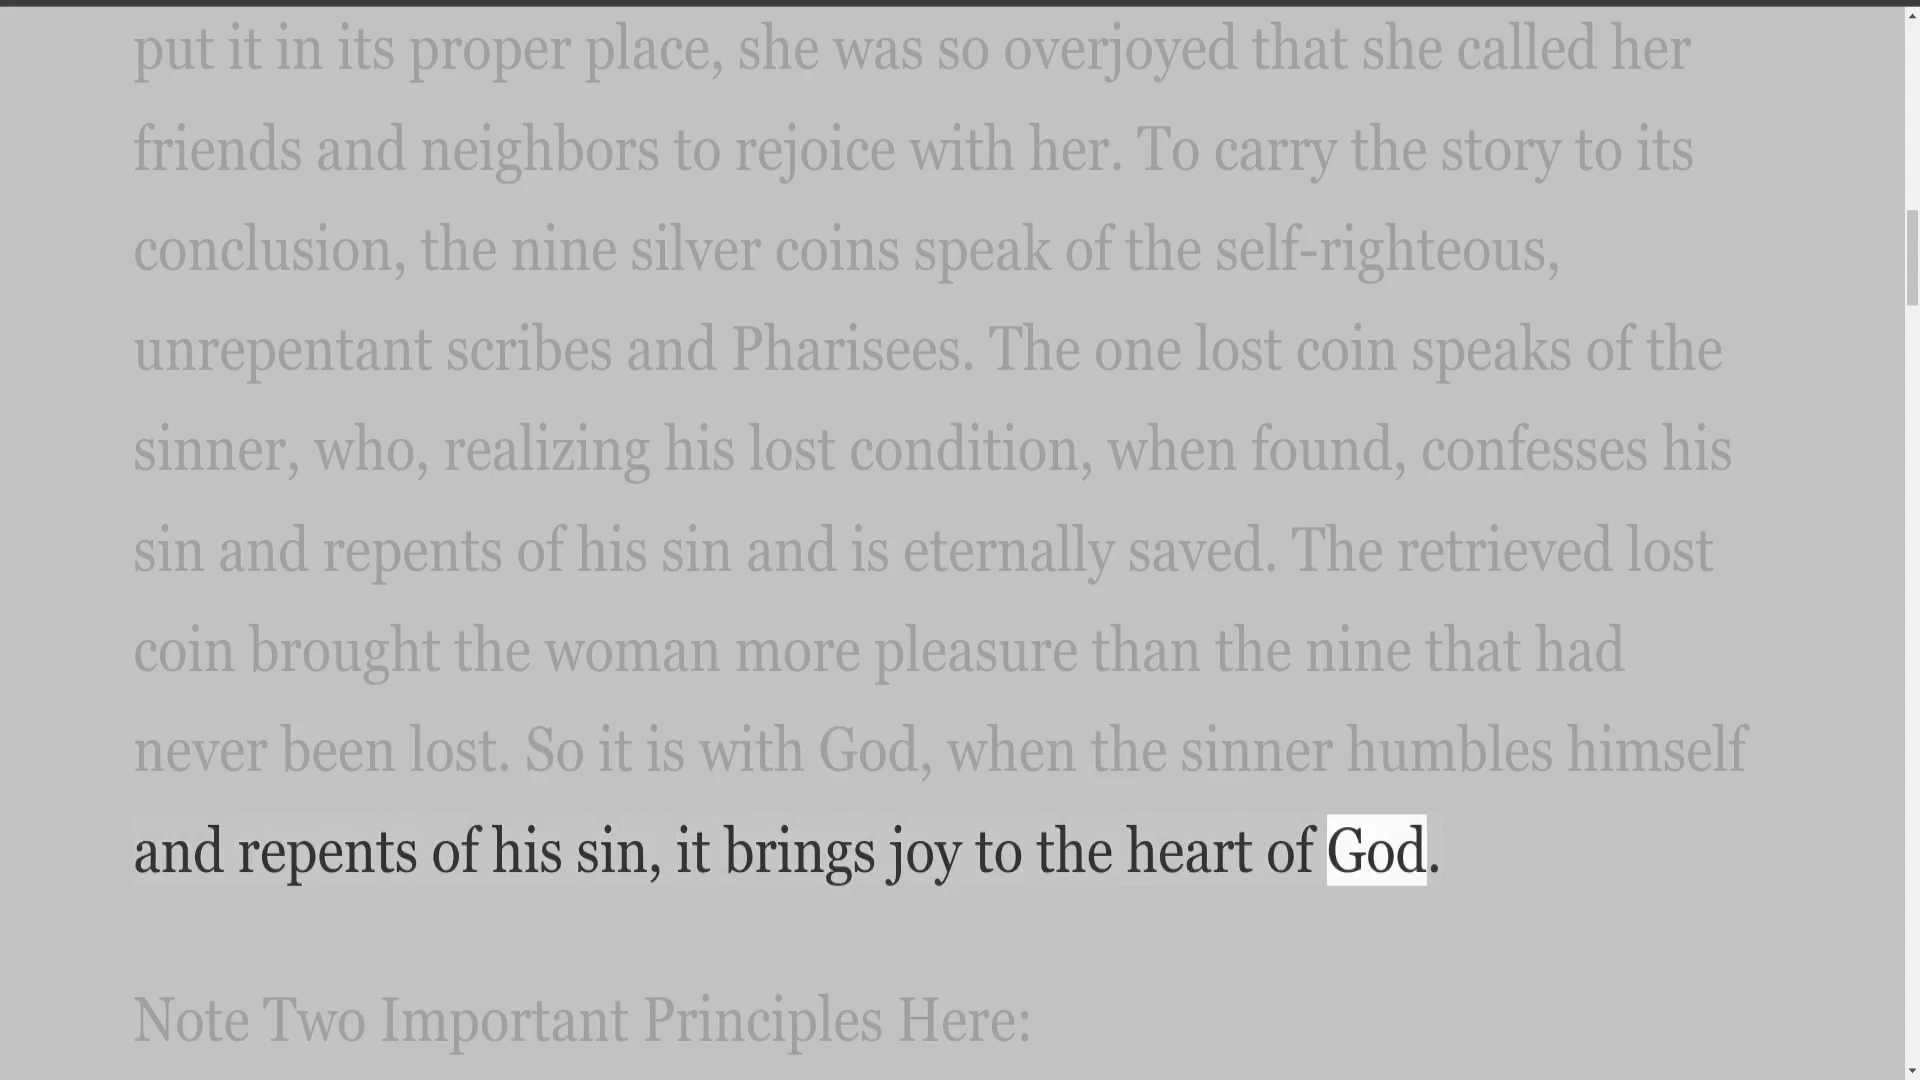 put it in its proper place, she was so overjoyed that she called her
friends and neighbors to rejoice with her. To carry the story to its
conclusion, the nine silver coins speak of the self-righteous,
unrepentant scribes and Pharisees. The one lost coin speaks of the
sinner, who, realizing his lost condition, when found, confesses his
sin and repents of his sin and is eternally saved. The retrieved lost
coin brought the woman more pleasure than the nine that had
never been lost. So it is with God, when the sinner humbles himself
and repents of his sin, it brings joy to the heart of God.
Note Two Important Principles Here: